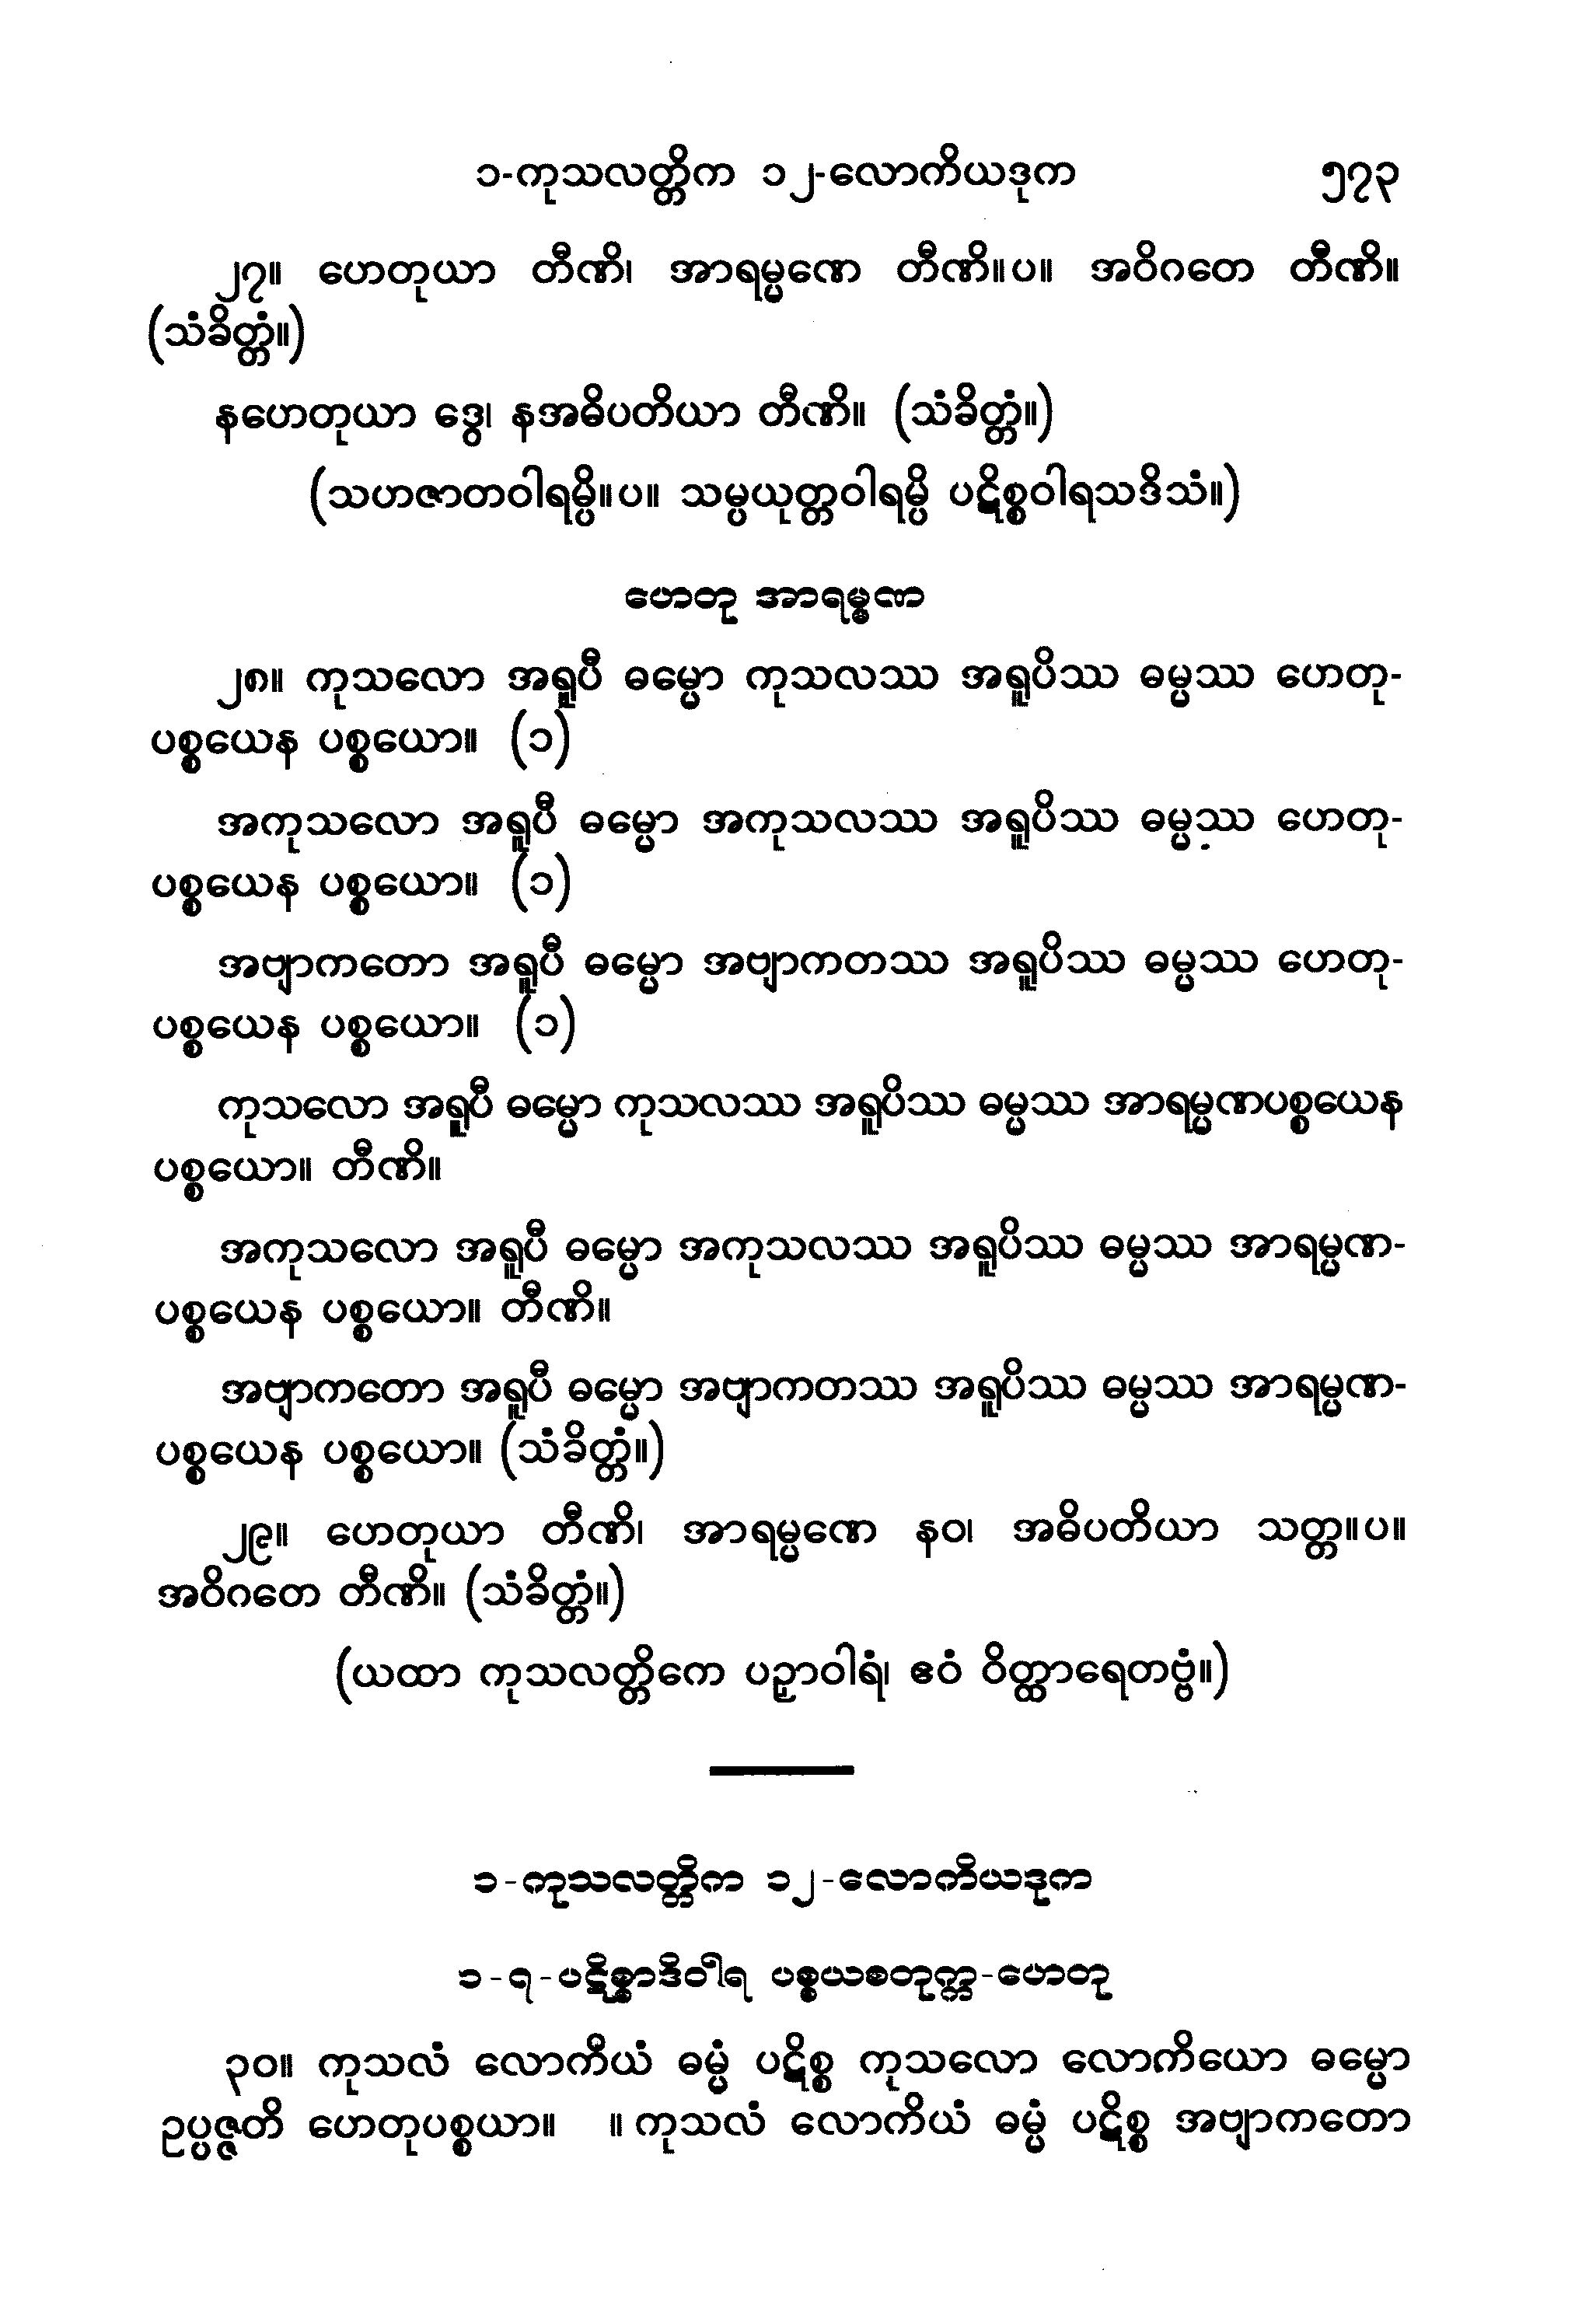 ၁-ကုသလတ္တိက ၁၂-လောကိယဒုက ၅၇၃
၂၇။ ဟေတုယာ တီဏိ၊ အာရမ္မဏေ တီဏိ။ပ။ အဝိဂတေ တီဏိ။
(သံခိတ္တံ။)
နဟေတုယာ ဒွေ၊ နအဓိပတိယာ တီဏိ။ (သံခိတ္တံ။)
(သဟဇာတဝါရမ္ပိ။ပ။ သမ္ပယုတ္တဝါရမ္ပိ ပဋိစ္စဝါရသဒိသံ။)
ဟေတု အာရမ္မဏ
၂၈။ ကုသလော အရူပီ ဓမ္မော ကုသလဿ အရူပိဿ ဓမ္မဿ ဟေတု-
ပစ္စယေန ပစ္စယော။ (၁)
အကုသလော အရူပီ ဓမ္မော အကုသလဿ အရူပိဿ ဓမ္မဿ ဟေတု-
ပစ္စယေန ပစ္စယော။ (၁)
အဗျာကတော အရူပီ ဓမ္မော အဗျာကတဿ အရူပိဿ ဓမ္မဿ ဟေတု-
ပစ္စယေန ပစ္စယော။ (၁)
ကုသလော အရူပီ ဓမ္မော ကုသလဿ အရူပိဿ ဓမ္မဿ အာရမ္မဏပစ္စယေန
ပစ္စယော။ တီဏိ။
အကုသလော အရူပီ ဓမ္မော အကုသလဿ အရူပိဿ ဓမ္မဿ အာရမ္မဏ-
ပစ္စယေန ပစ္စယော။ တီဏိ။
အဗျာကတော အရူပီ ဓမ္မော အဗျာကတဿ အရူပိဿ ဓမ္မဿ အာရမ္မဏ-
ပစ္စယေန ပစ္စယော။ (သံခိတ္တံ။)
၂၉။ ဟေတုယာ တီဏိ၊ အာရမ္မဏေ နဝ၊ အဓိပတိယာ သတ္တ။ပ။
အဝိဂတေ တီဏိ။ (သံခိတ္တံ။)
(ယထာ ကုသလတ္တိကေ ပဉှာဝါရံ၊ ဧဝံ ဝိတ္ထာရေတဗ္ဗံ။)
၁-ကုသလတ္တိက ၁၂-လောကိယဒုက
၁-၇-ပဋိစ္စာဒိဝါရ ပစ္စယစတုက္က-ဟေတု
၃၀။ ကုသလံ လောကိယံ ဓမ္မံ ပဋိစ္စ ကုသလော လောကိယော ဓမ္မော
ဥပ္ပဇ္ဇတိ ဟေတုပစ္စယာ။ ။ ကုသလံ လောကိယံ ဓမ္မံ ပဋိစ္စ အဗျာကတော